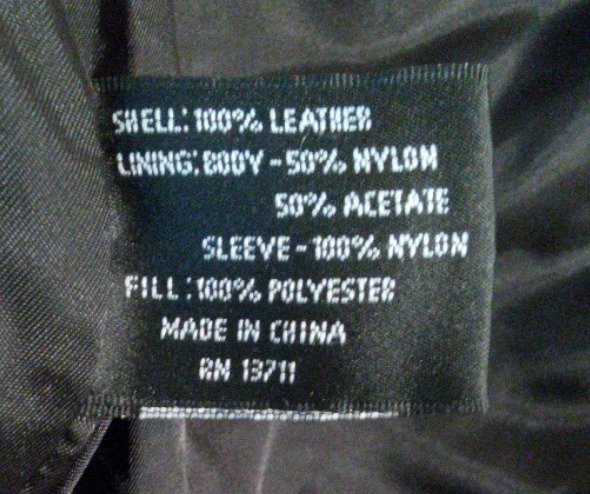 SHELL: 100% LEATHER
LINING: BODY - 50% NYLON
50% ACETATE
SLEEVE - 100% NYLON
FILL: 100% POLYESTER
MADE IN CHINA
RN 13711